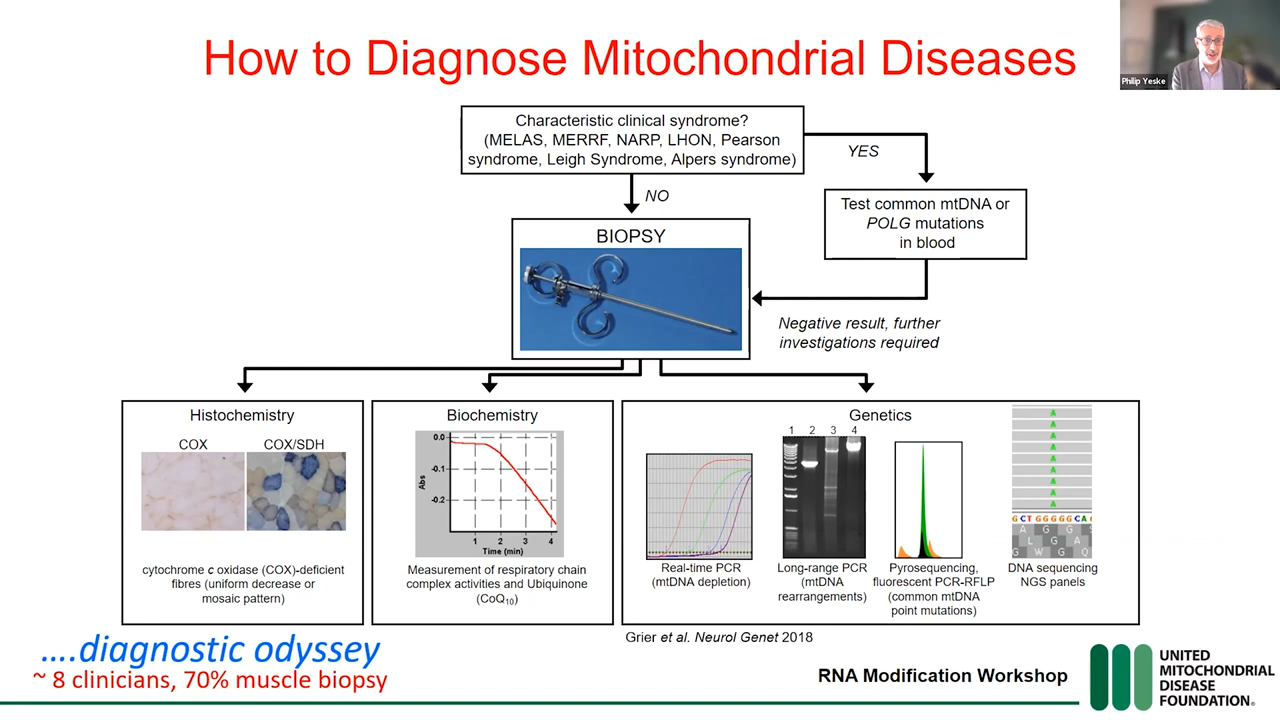 How to Diagnose Mitochondrial Diseases
Philip Yeske
Characteristic clinical syndrome?
(MELAS, MERRF, NARP, LHON, Pearson
syndrome, Leigh Syndrome, Alpers syndrome)
YES
NO
Test common mtDNA or
POLG mutations
in blood
BIOPSY
Negative result, further
investigations required
Histochemistry
COX
COX/SDH
cytochrome c oxidase (COX)-deficient
fibres (uniform decrease or
mosaic pattern)
Biochemistry
0.0
-0.1
-0.2
Abs
1 2 3 4
Time (min)
Measurement of respiratory chain
complex activities and Ubiquinone
(CoQ10)
Genetics
1 2 3 4
Real-time PCR
(mtDNA depletion)
Long-range PCR
(mtDNA
rearrangements)
Pyrosequencing,
fluorescent PCR-RFLP
(common mtDNA
point mutations)
A
A
A
A
A
A
A
A
A
G C T G G G G G C A
A G G
L G A
G W G Q
DNA sequencing
NGS panels
Grier et al. Neurol Genet 2018
....diagnostic odyssey
~ 8 clinicians, 70% muscle biopsy
RNA Modification Workshop
UNITED
MITOCHONDRIAL
DISEASE
FOUNDATION®